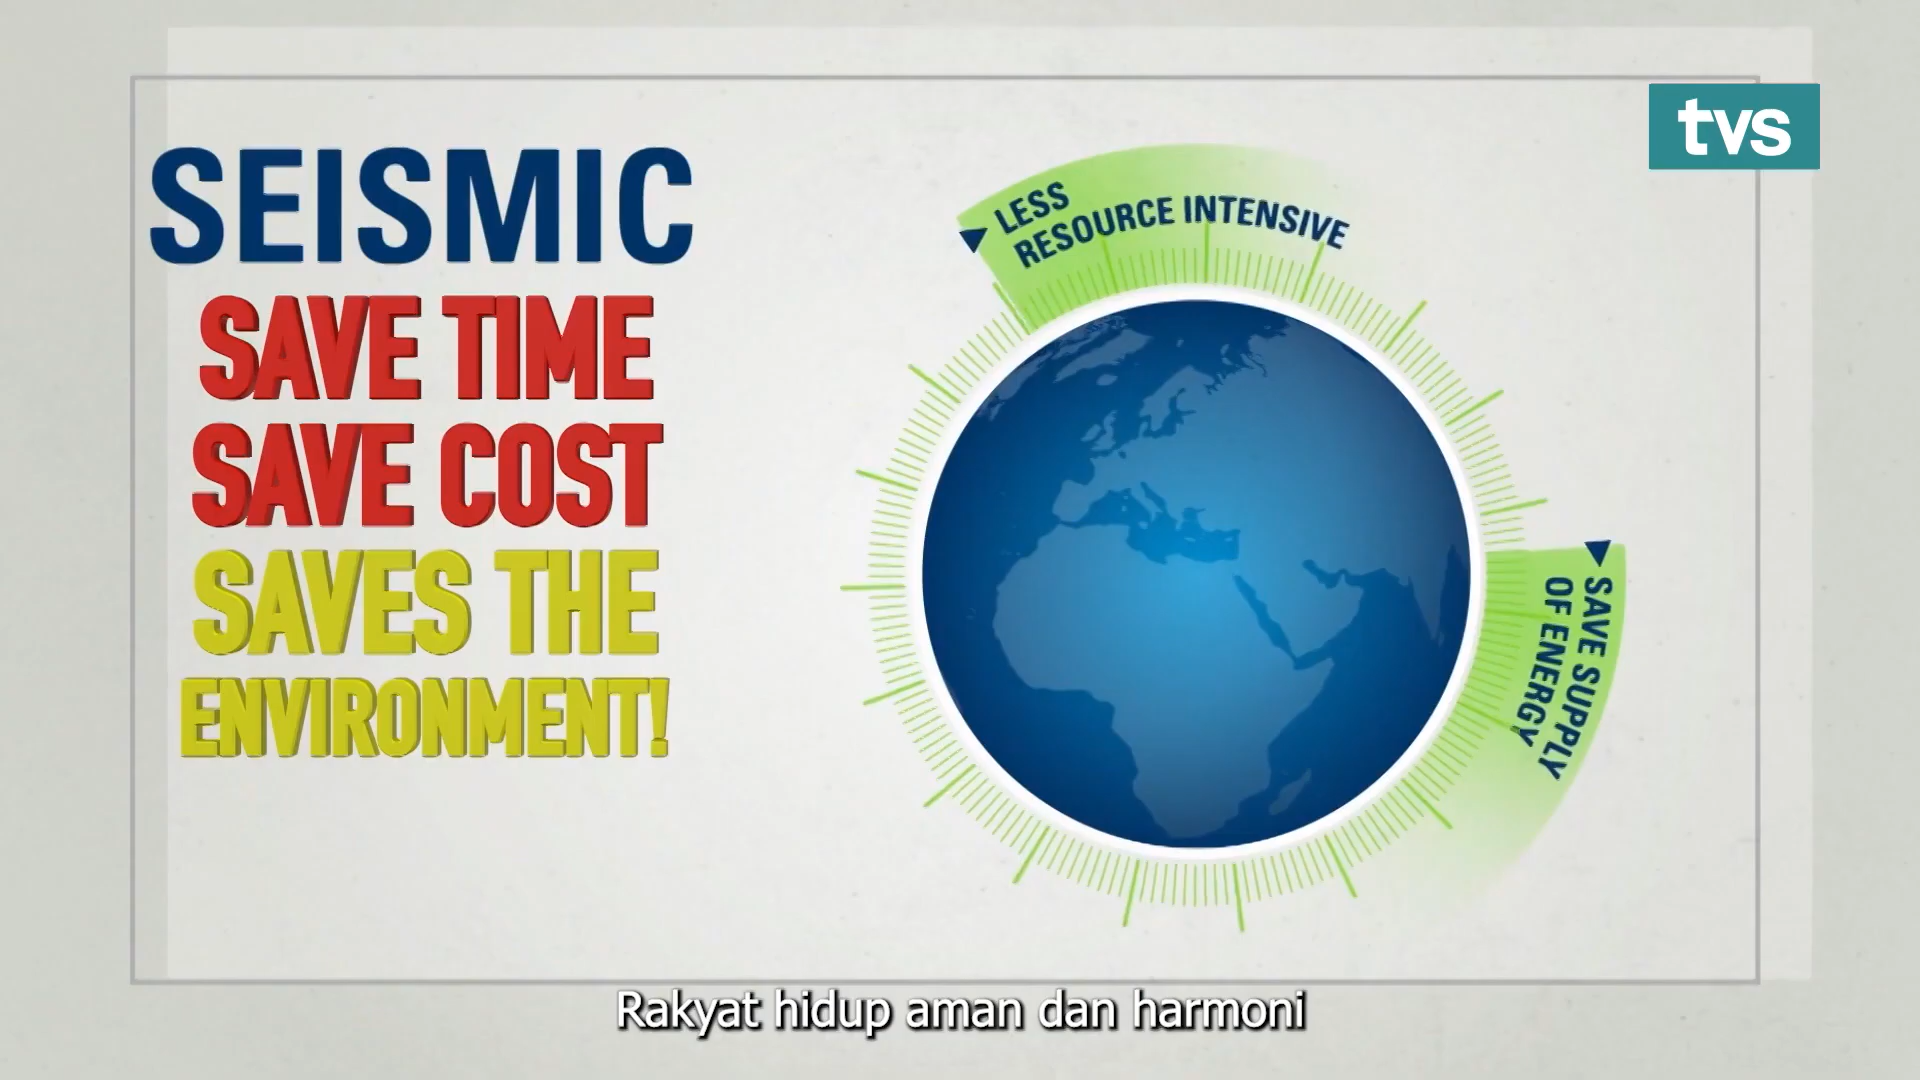 SEISMIC
SAVE TIME
SAVE COST
SAVES THE
ENVIRONMENT!
LESS
RESOURCE INTENSIVE
SAVE SUPPLY
OF ENERGY
tvs
Rakyat hidup aman dan harmoni